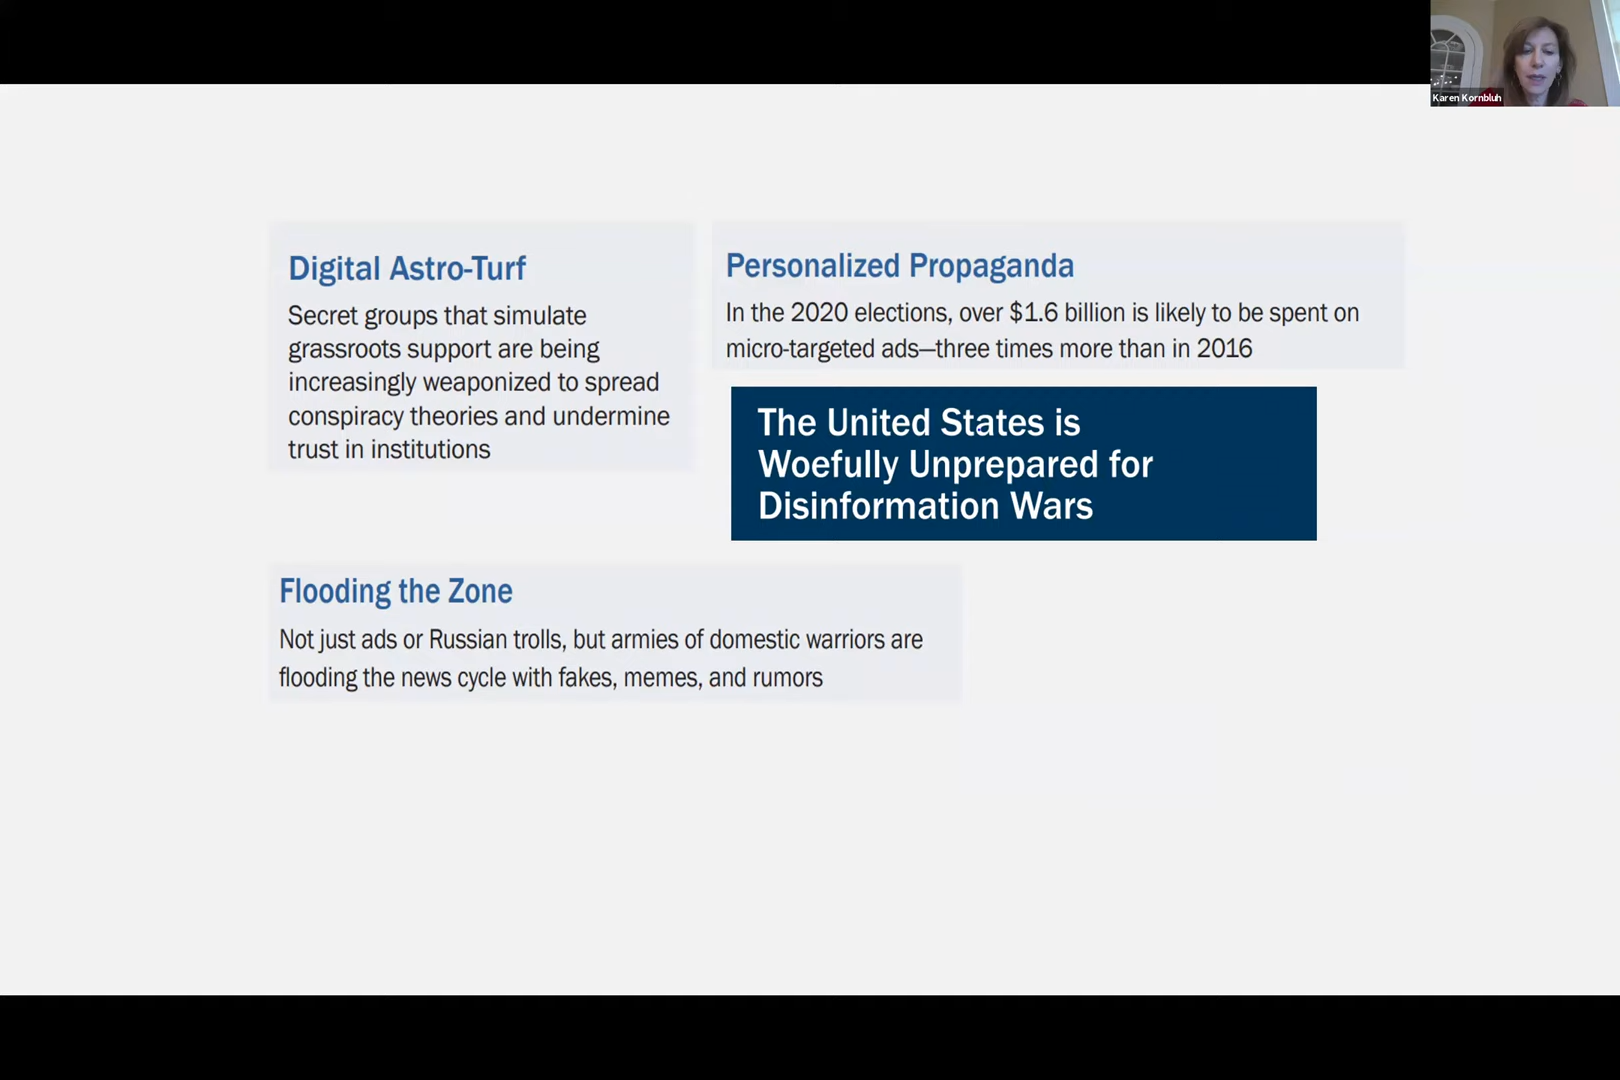 Karen Kornbluh
Digital Astro-Turf
Secret groups that simulate
grassroots support are being
increasingly weaponized to spread
conspiracy theories and undermine
trust in institutions
Personalized Propaganda
In the 2020 elections, over $1.6 billion is likely to be spent on
micro-targeted ads—three times more than in 2016
The United States is
Woefully Unprepared for
Disinformation Wars
Flooding the Zone
Not just ads or Russian trolls, but armies of domestic warriors are
flooding the news cycle with fakes, memes, and rumors